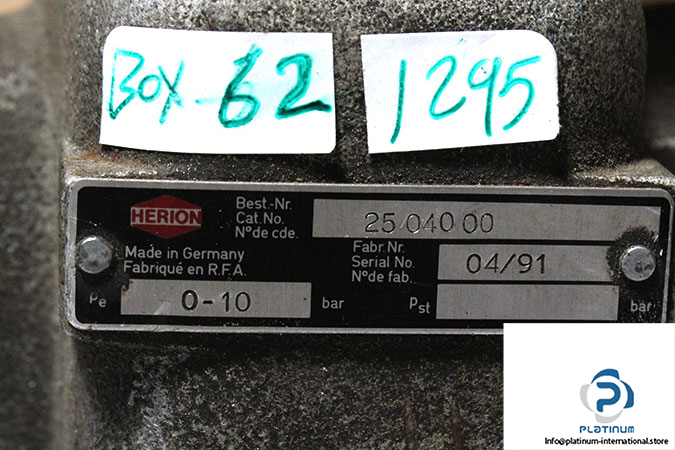 BOX-62
1295
HERION
Best.-Nr.
Cat.No.
N° de cde.
25 040 00
Made in Germany
Fabriqué en R.F.A.
Fabr. Nr.
Serial No.
N° de fab.
04/91
Pe 0-10 bar
Pst bar
PLATINUM
Info@platinum-international.store